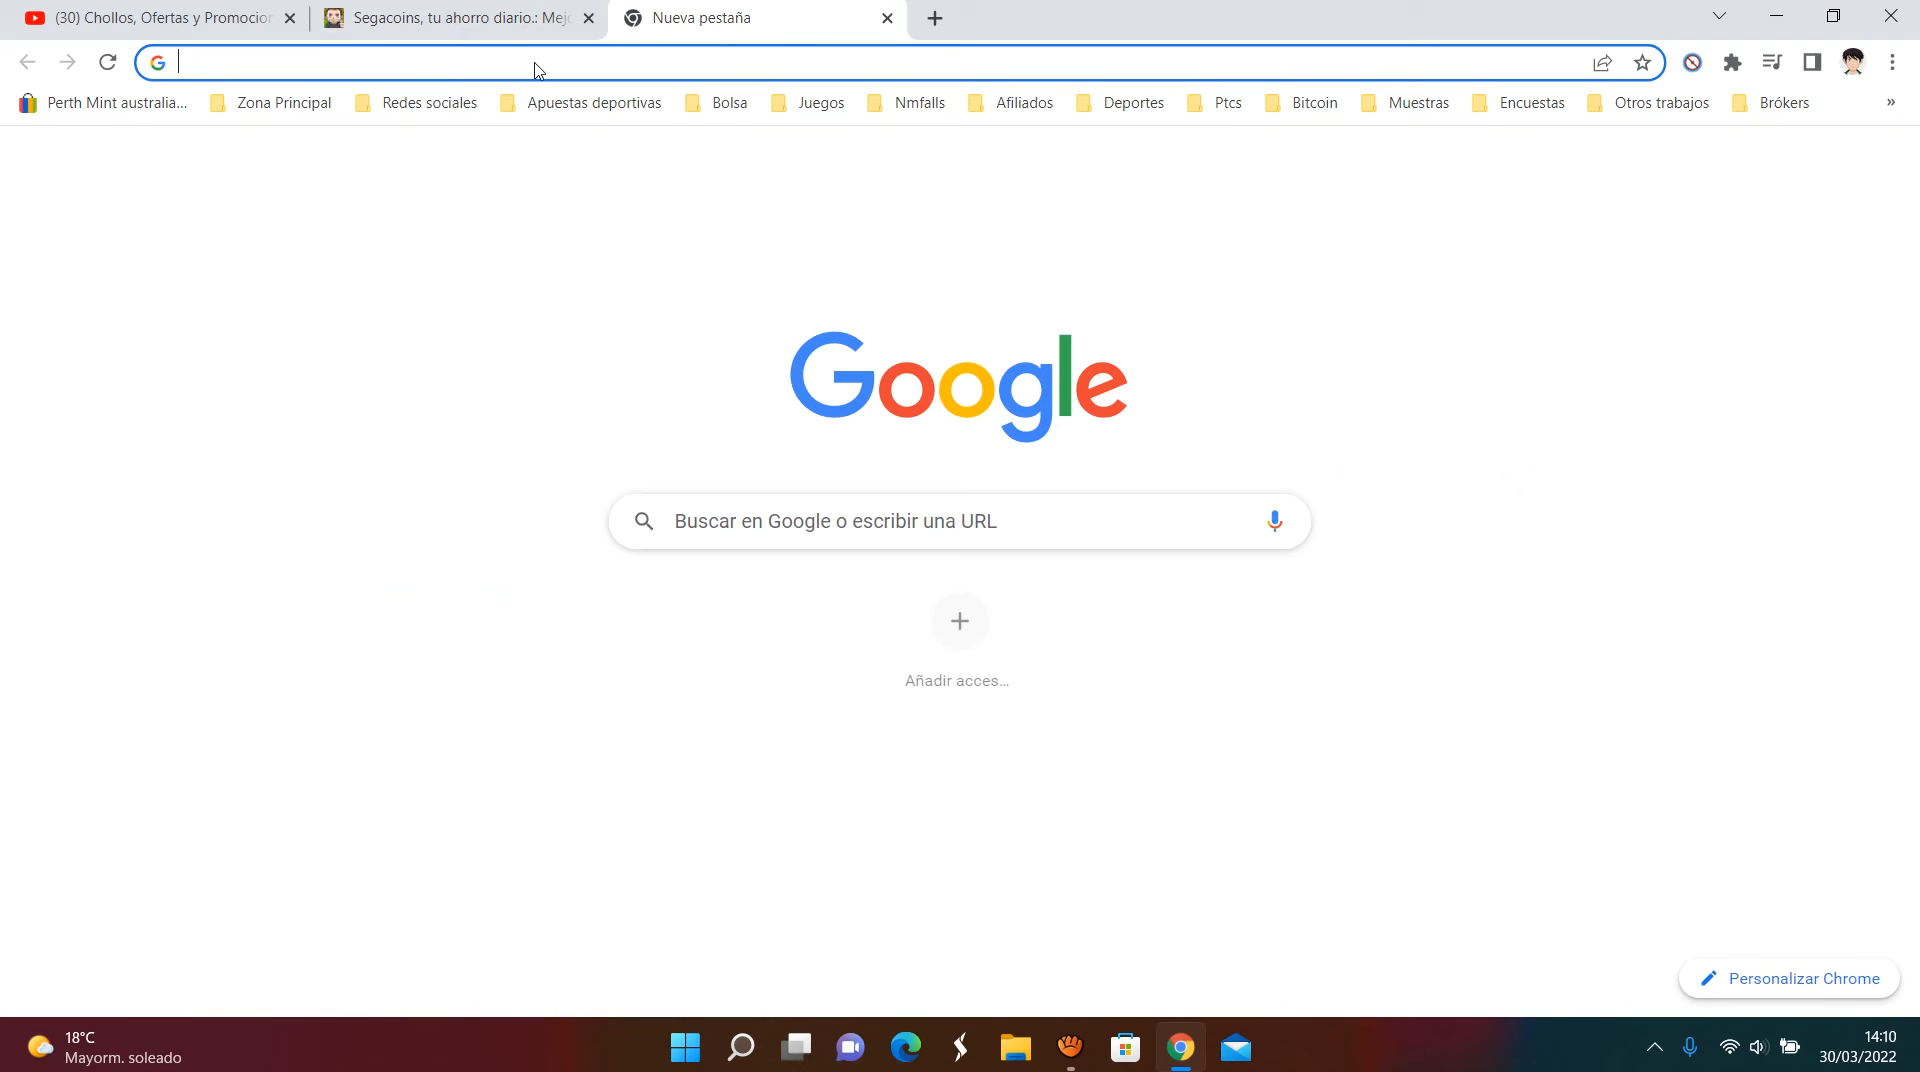 (30) Chollos, Ofertas y Promocion
Segacoins, tu ahorro diario.: Mejo
Nueva pestaña
Perth Mint australia...
Zona Principal
Redes sociales
Apuestas deportivas
Bolsa
Juegos
Nmfalls
Afiliados
Deportes
Ptcs
Bitcoin
Muestras
Encuestas
Otros trabajos
Brókers
»
Google
Buscar en Google o escribir una URL
Añadir acces...
Personalizar Chrome
18°C
Mayorm. soleado
14:10
30/03/2022